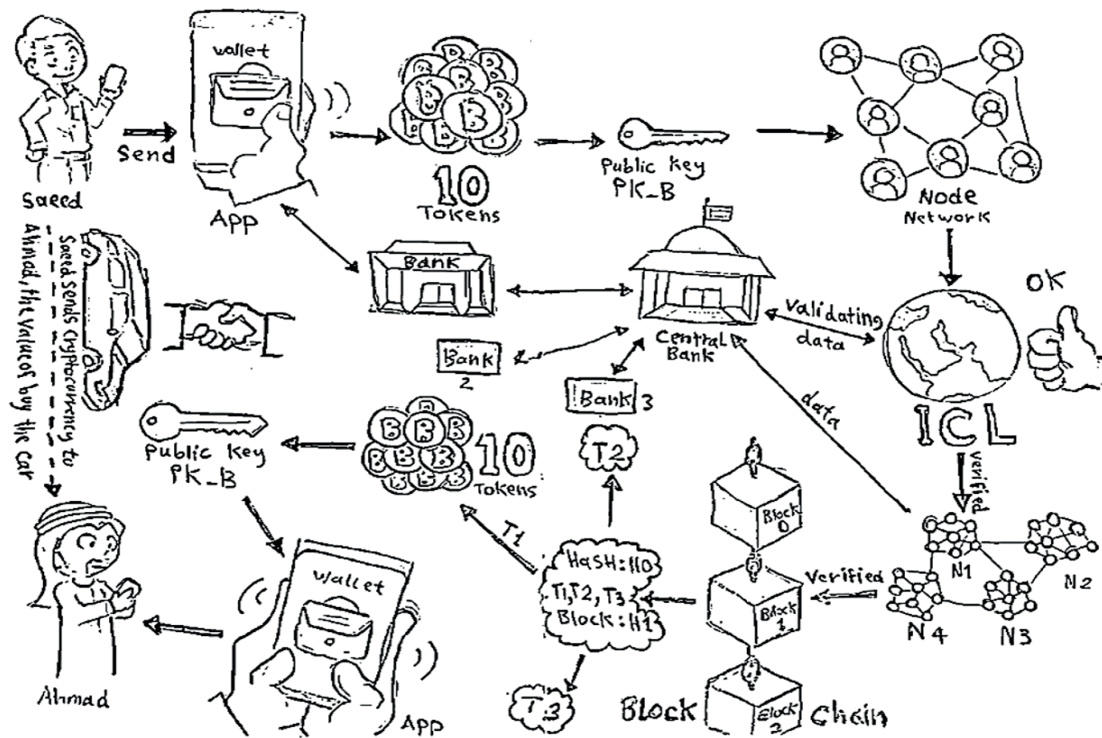 wallet
Send
Saeed
App
10
Tokens
Public key
PK_B
Node
Network
Saeed sends Cryptocurrency to
Ahmad, the value of buy the car
Bank
Central
Bank
Bank
2
Bank 3
validating
data
OK
ICL
data
verified
Public key
PK_B
10
Tokens
T1
T2
HaSH:H0
T1,T2,T3
Block:H1
T3
Block 0
Block 1
Block 2
Block Chain
Verified
N1
N2
N3
N4
wallet
App
Ahmad